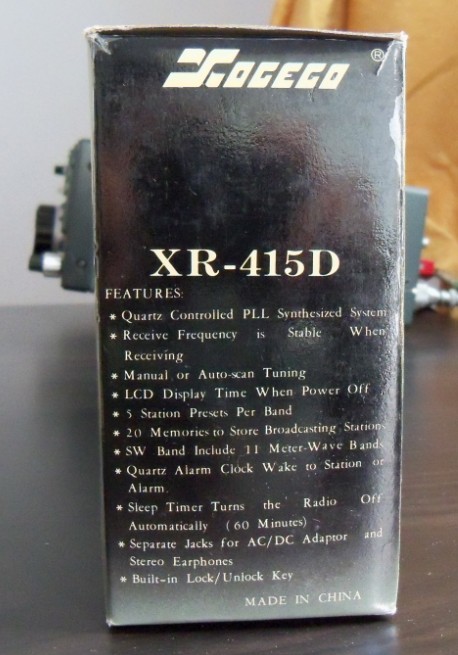 XOGEGO ®
XR-415D
FEATURES:
* Quartz Controlled PLL Synthesized System
* Receive Frequency is Stable When
Receiving
* Manual or Auto-scan Tuning
* LCD Display Time When Power Off
* 5 Station Presets Per Band
* 20 Memories to Store Broadcasting Stations
* SW Band Include 11 Meter-Wave Bands
* Quartz Alarm Clock Wake to Station or
Alarm.
* Sleep Timer Turns the Radio Off
Automatically (60 Minutes)
* Separate Jacks for AC/DC Adaptor and
Stereo Earphones
* Built-in Lock/Unlock Key
MADE IN CHINA